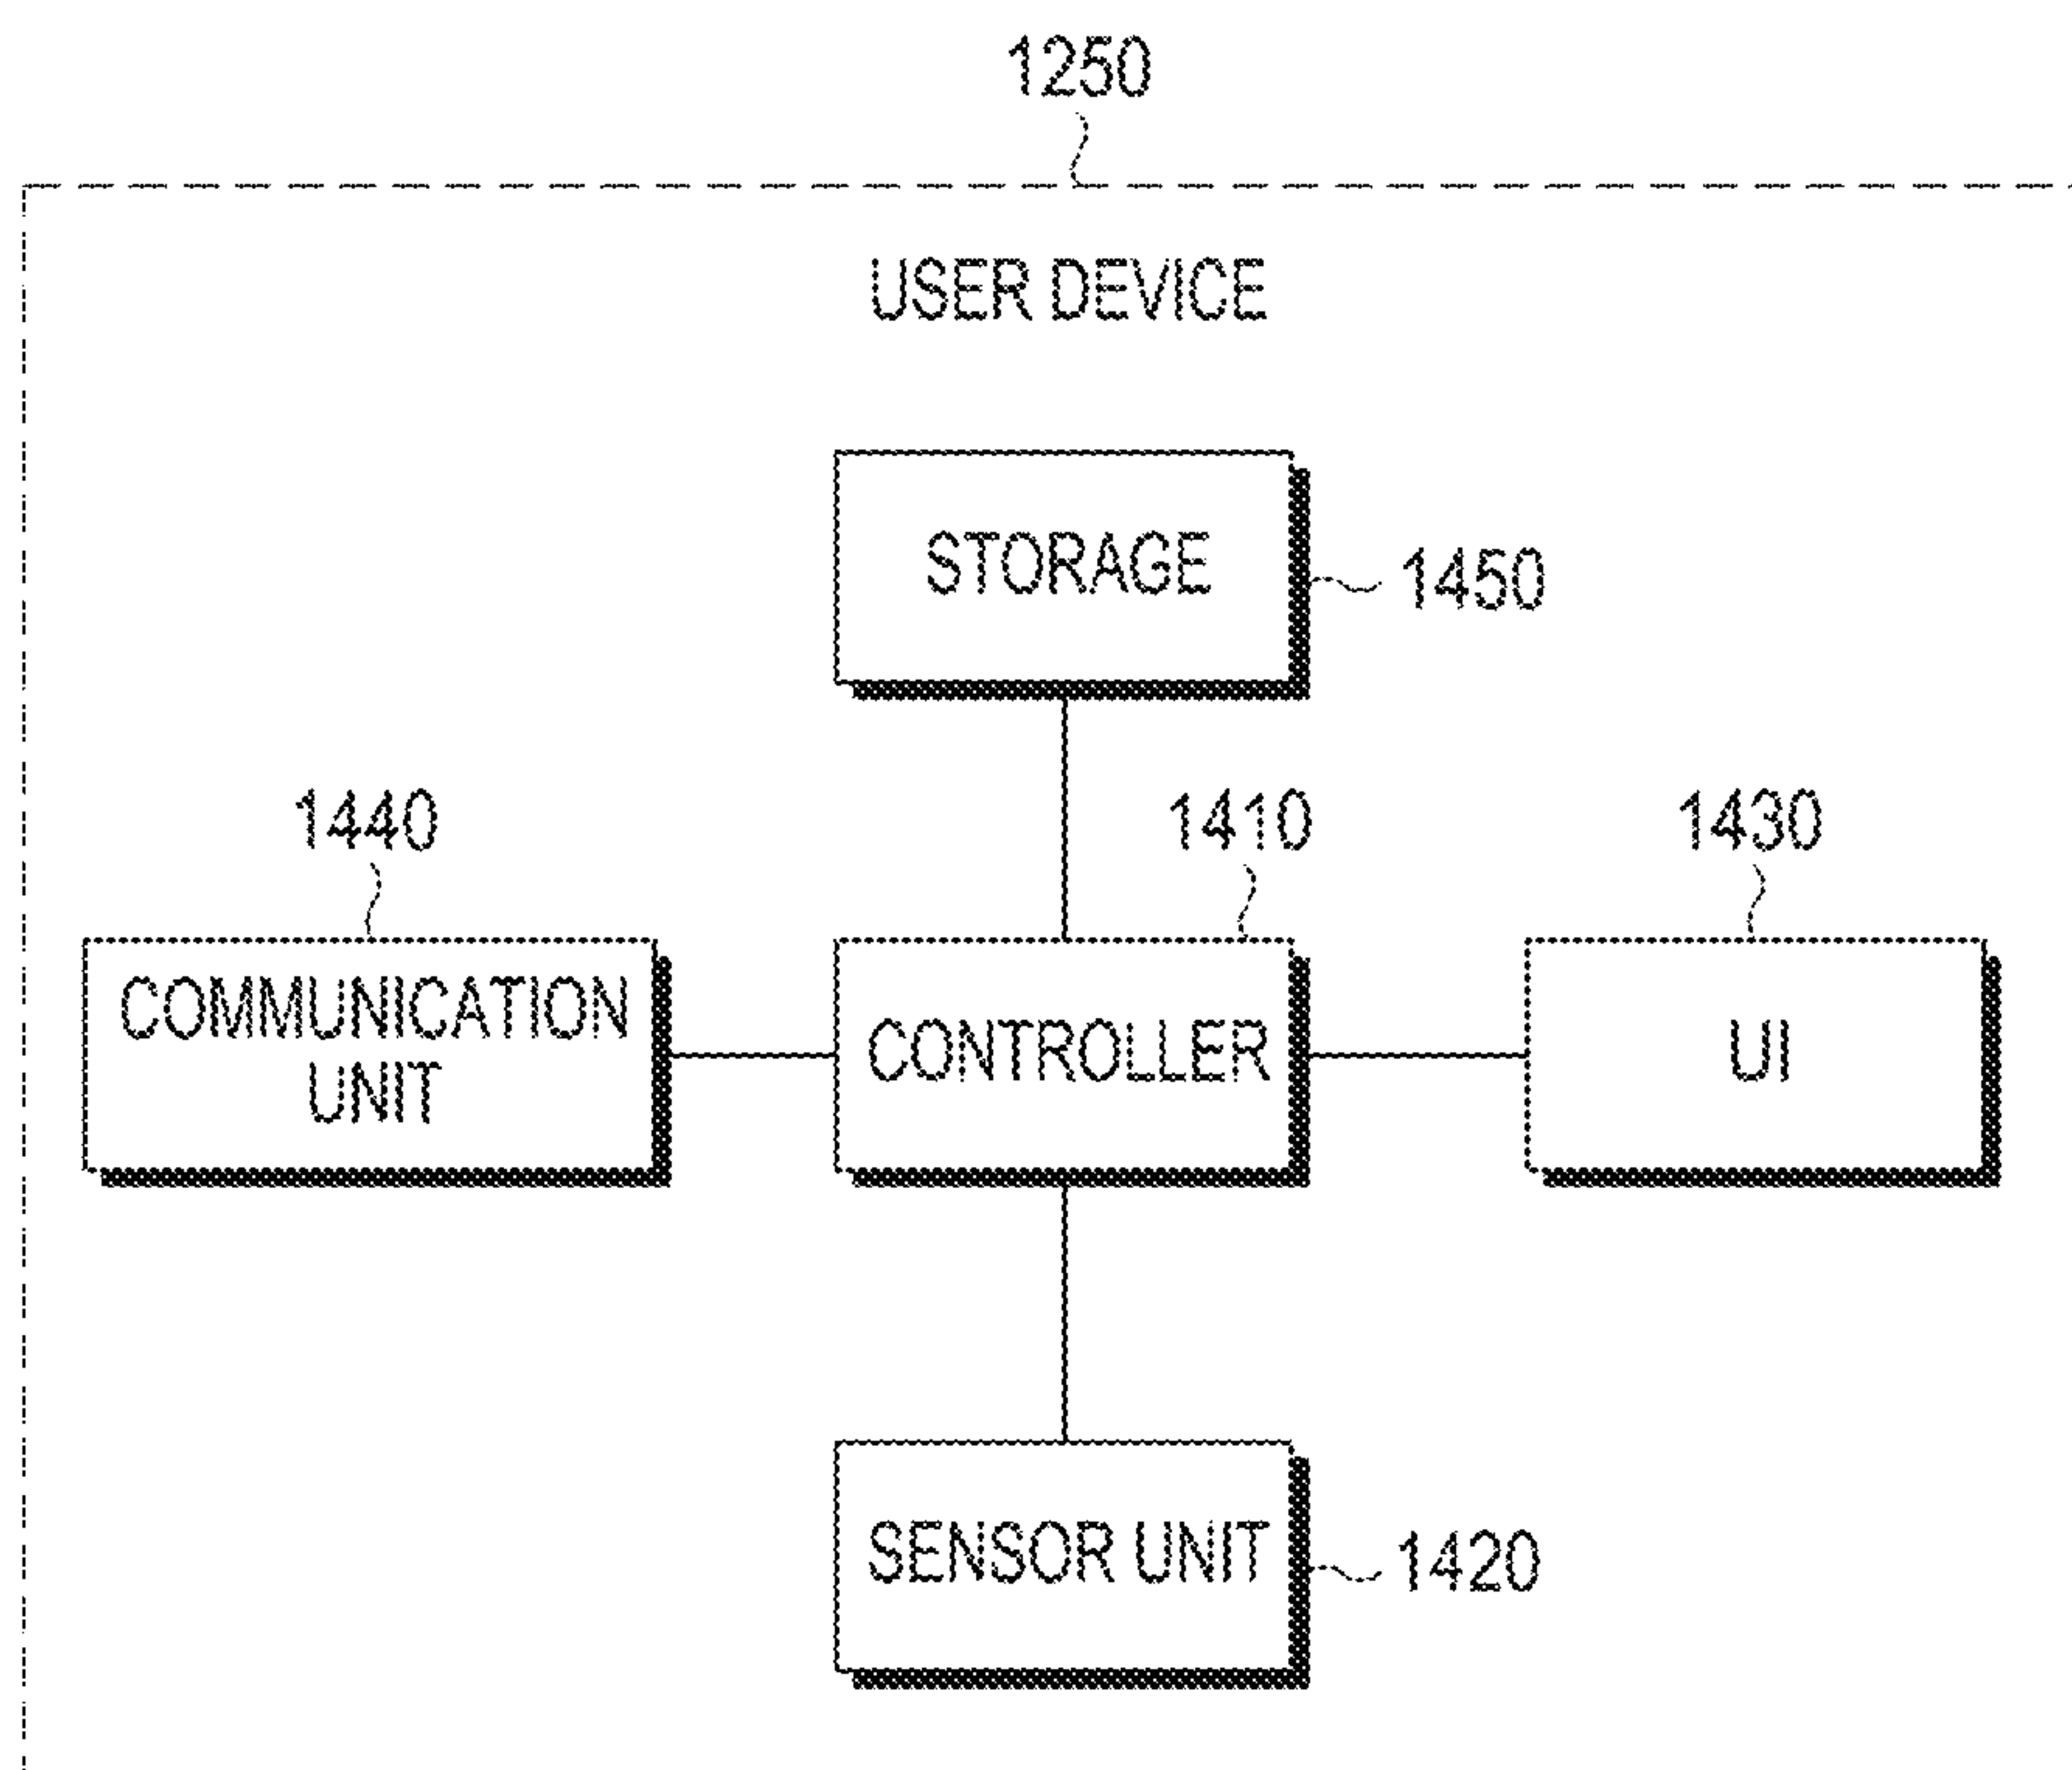 1250
USER DEVICE
STORAGE
1450
1440
1410
1430
COMMUNICATION
UNIT
CONTROLLER
UI
SENSOR UNIT
1420